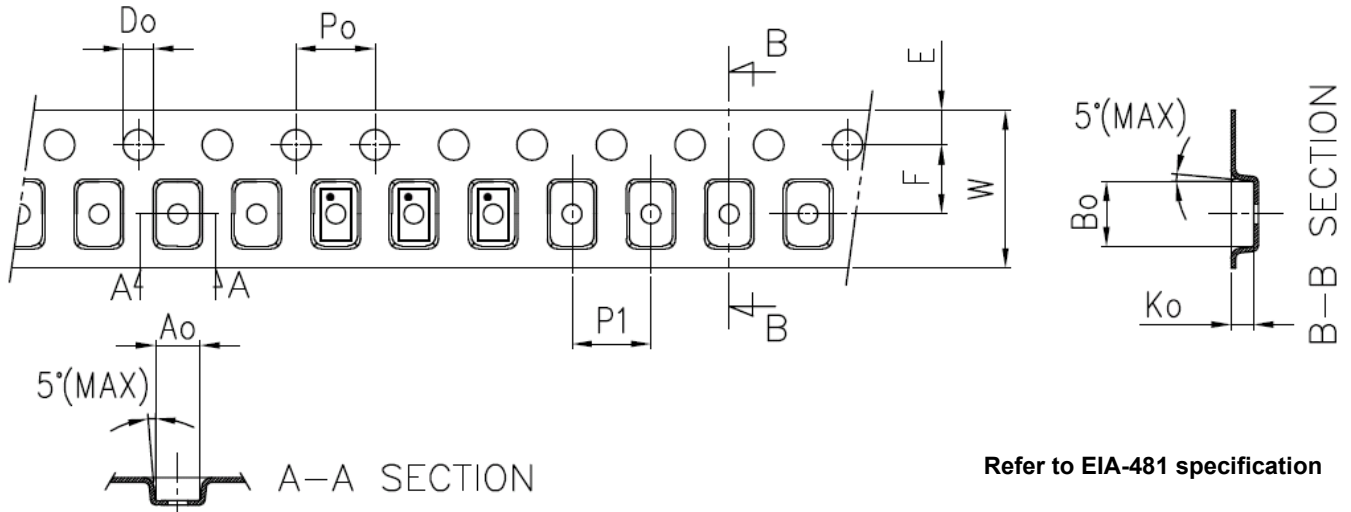 Do
Po
B
E
5°(MAX)
F
W
Bo
B-B SECTION
A
A
P1
B
Ko
Ao
5°(MAX)
A-A SECTION
Refer to EIA-481 specification